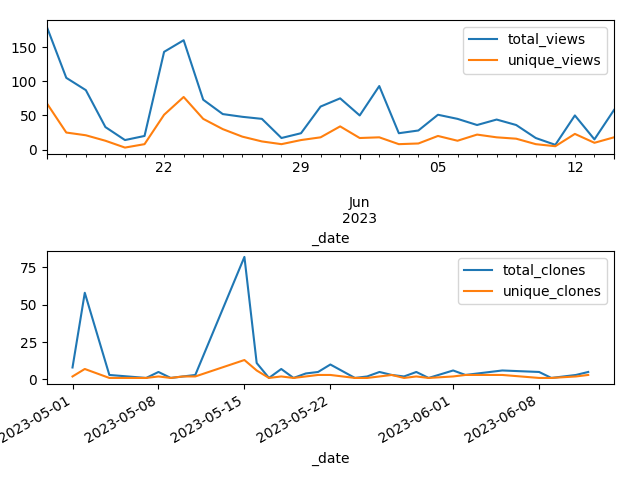 total_views
unique_views
150
100
50
0
22 29 05 12
Jun
2023
_date
total_clones
unique_clones
75
50
25
0
2023-05-01 2023-05-08 2023-05-15 2023-05-22 2023-06-01 2023-06-08
_date